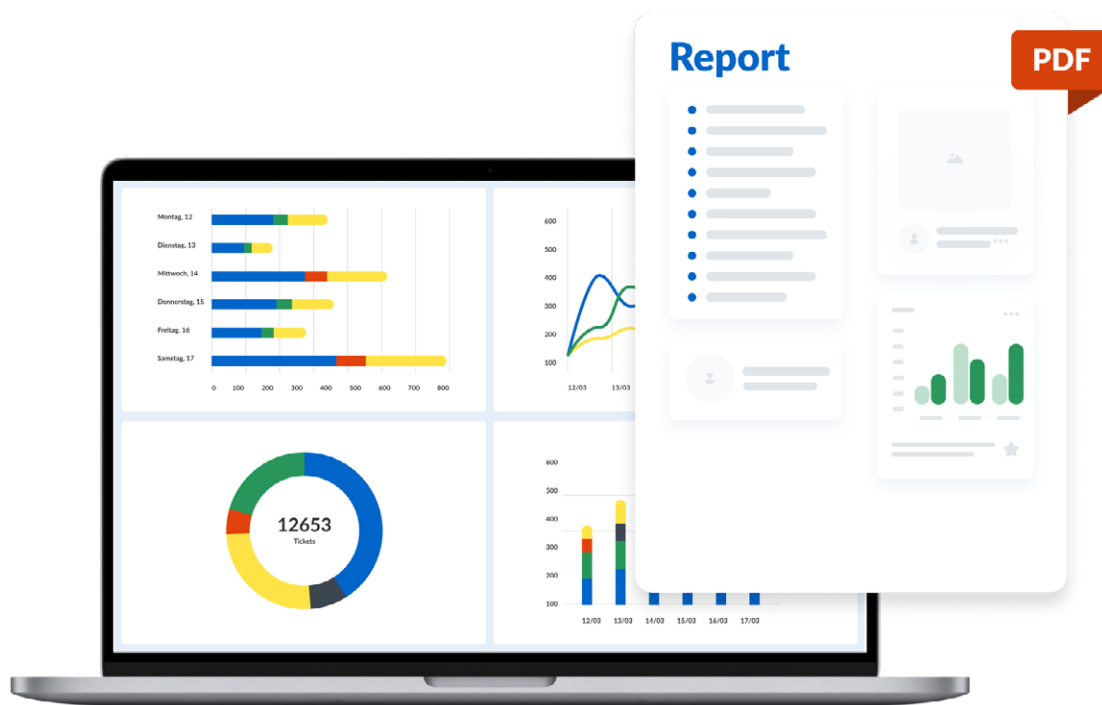 Report
PDF
Montag, 12
Dienstag, 13
Mittwoch, 14
Donnerstag, 15
Freitag, 16
Samstag, 17
0 100 200 300 400 500 600 700 800
600
500
400
300
200
100
12/03 13/03
12653
Tickets
600
500
400
300
200
100
12/03 13/03 14/03 15/03 16/03 17/03